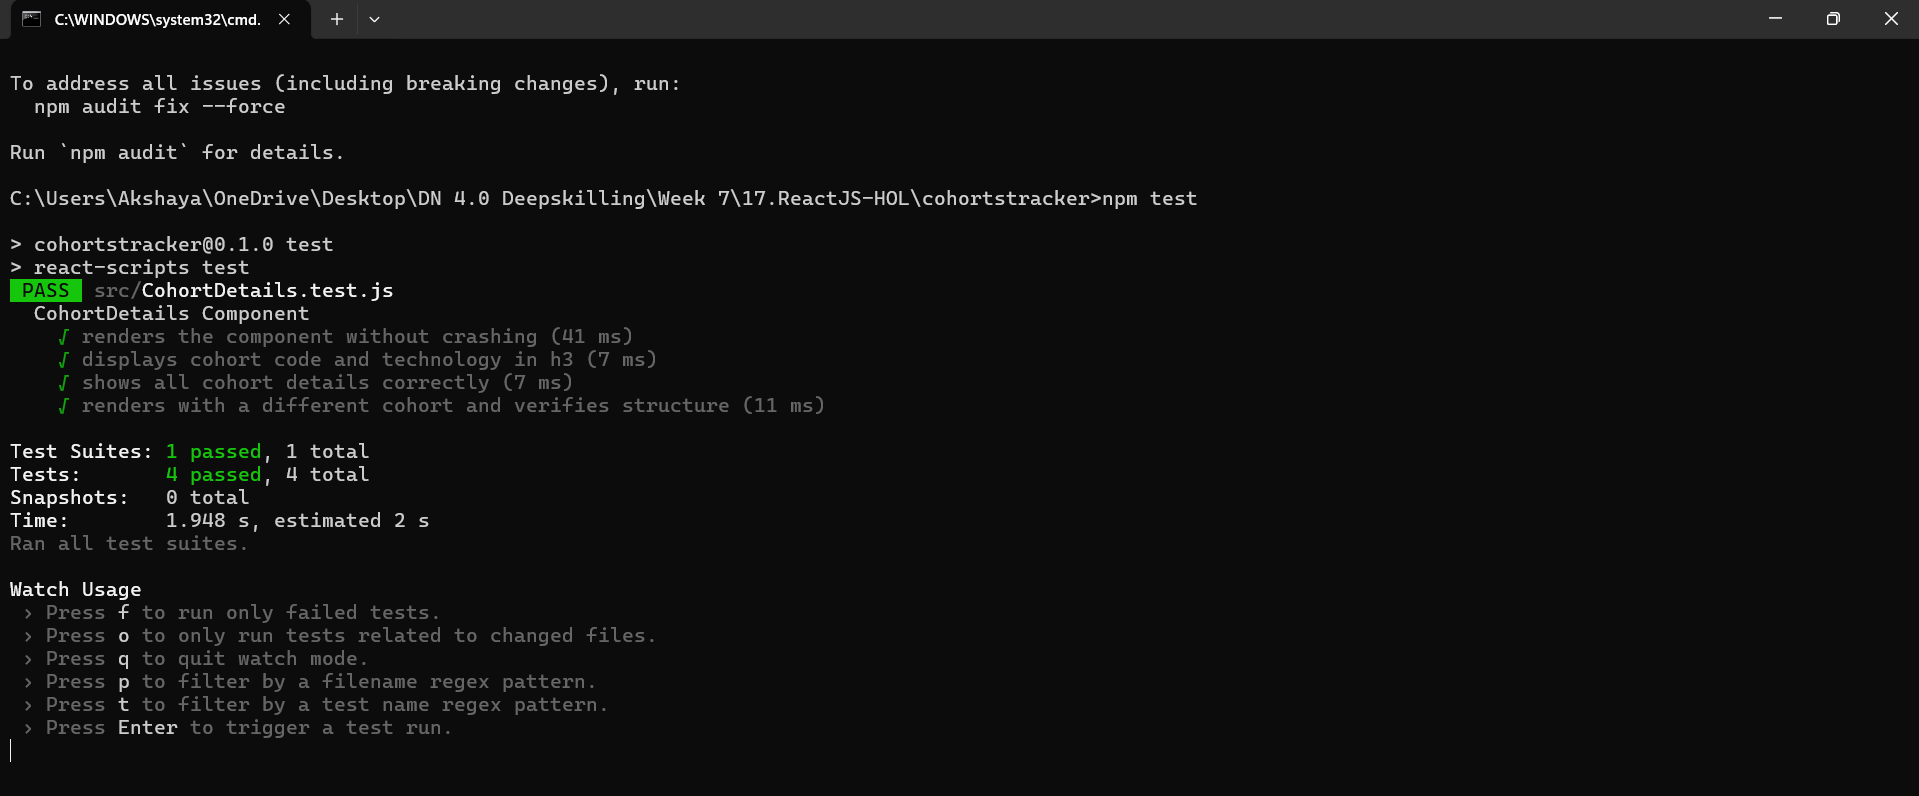 C:\WINDOWS\system32\cmd.
To address all issues (including breaking changes), run:
  npm audit fix --force
Run `npm audit` for details.
C:\Users\Akshaya\OneDrive\Desktop\DN 4.0 Deepskilling\Week 7\17.ReactJS-HOL\cohortstracker>npm test
> cohortstracker@0.1.0 test
> react-scripts test
PASS src/CohortDetails.test.js
  CohortDetails Component
    √ renders the component without crashing (41 ms)
    √ displays cohort code and technology in h3 (7 ms)
    √ shows all cohort details correctly (7 ms)
    √ renders with a different cohort and verifies structure (11 ms)
Test Suites: 1 passed, 1 total
Tests:       4 passed, 4 total
Snapshots:   0 total
Time:        1.948 s, estimated 2 s
Ran all test suites.
Watch Usage
 › Press f to run only failed tests.
 › Press o to only run tests related to changed files.
 › Press q to quit watch mode.
 › Press p to filter by a filename regex pattern.
 › Press t to filter by a test name regex pattern.
 › Press Enter to trigger a test run.